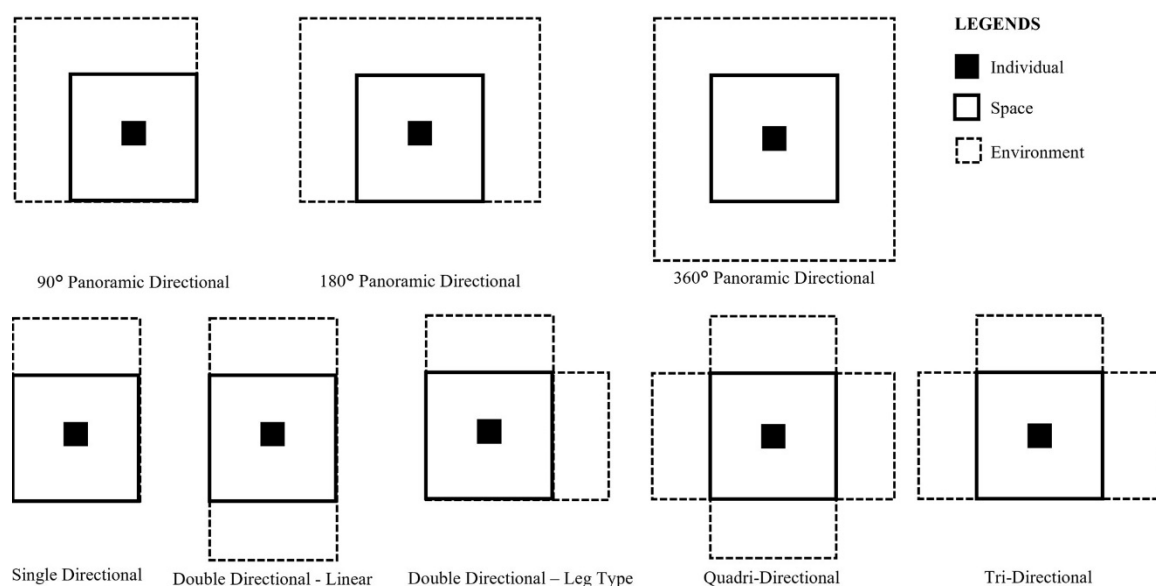 LEGENDS
Individual
Space
Environment
90° Panoramic Directional
180° Panoramic Directional
360° Panoramic Directional
Single Directional
Double Directional - Linear
Double Directional – Leg Type
Quadri-Directional
Tri-Directional